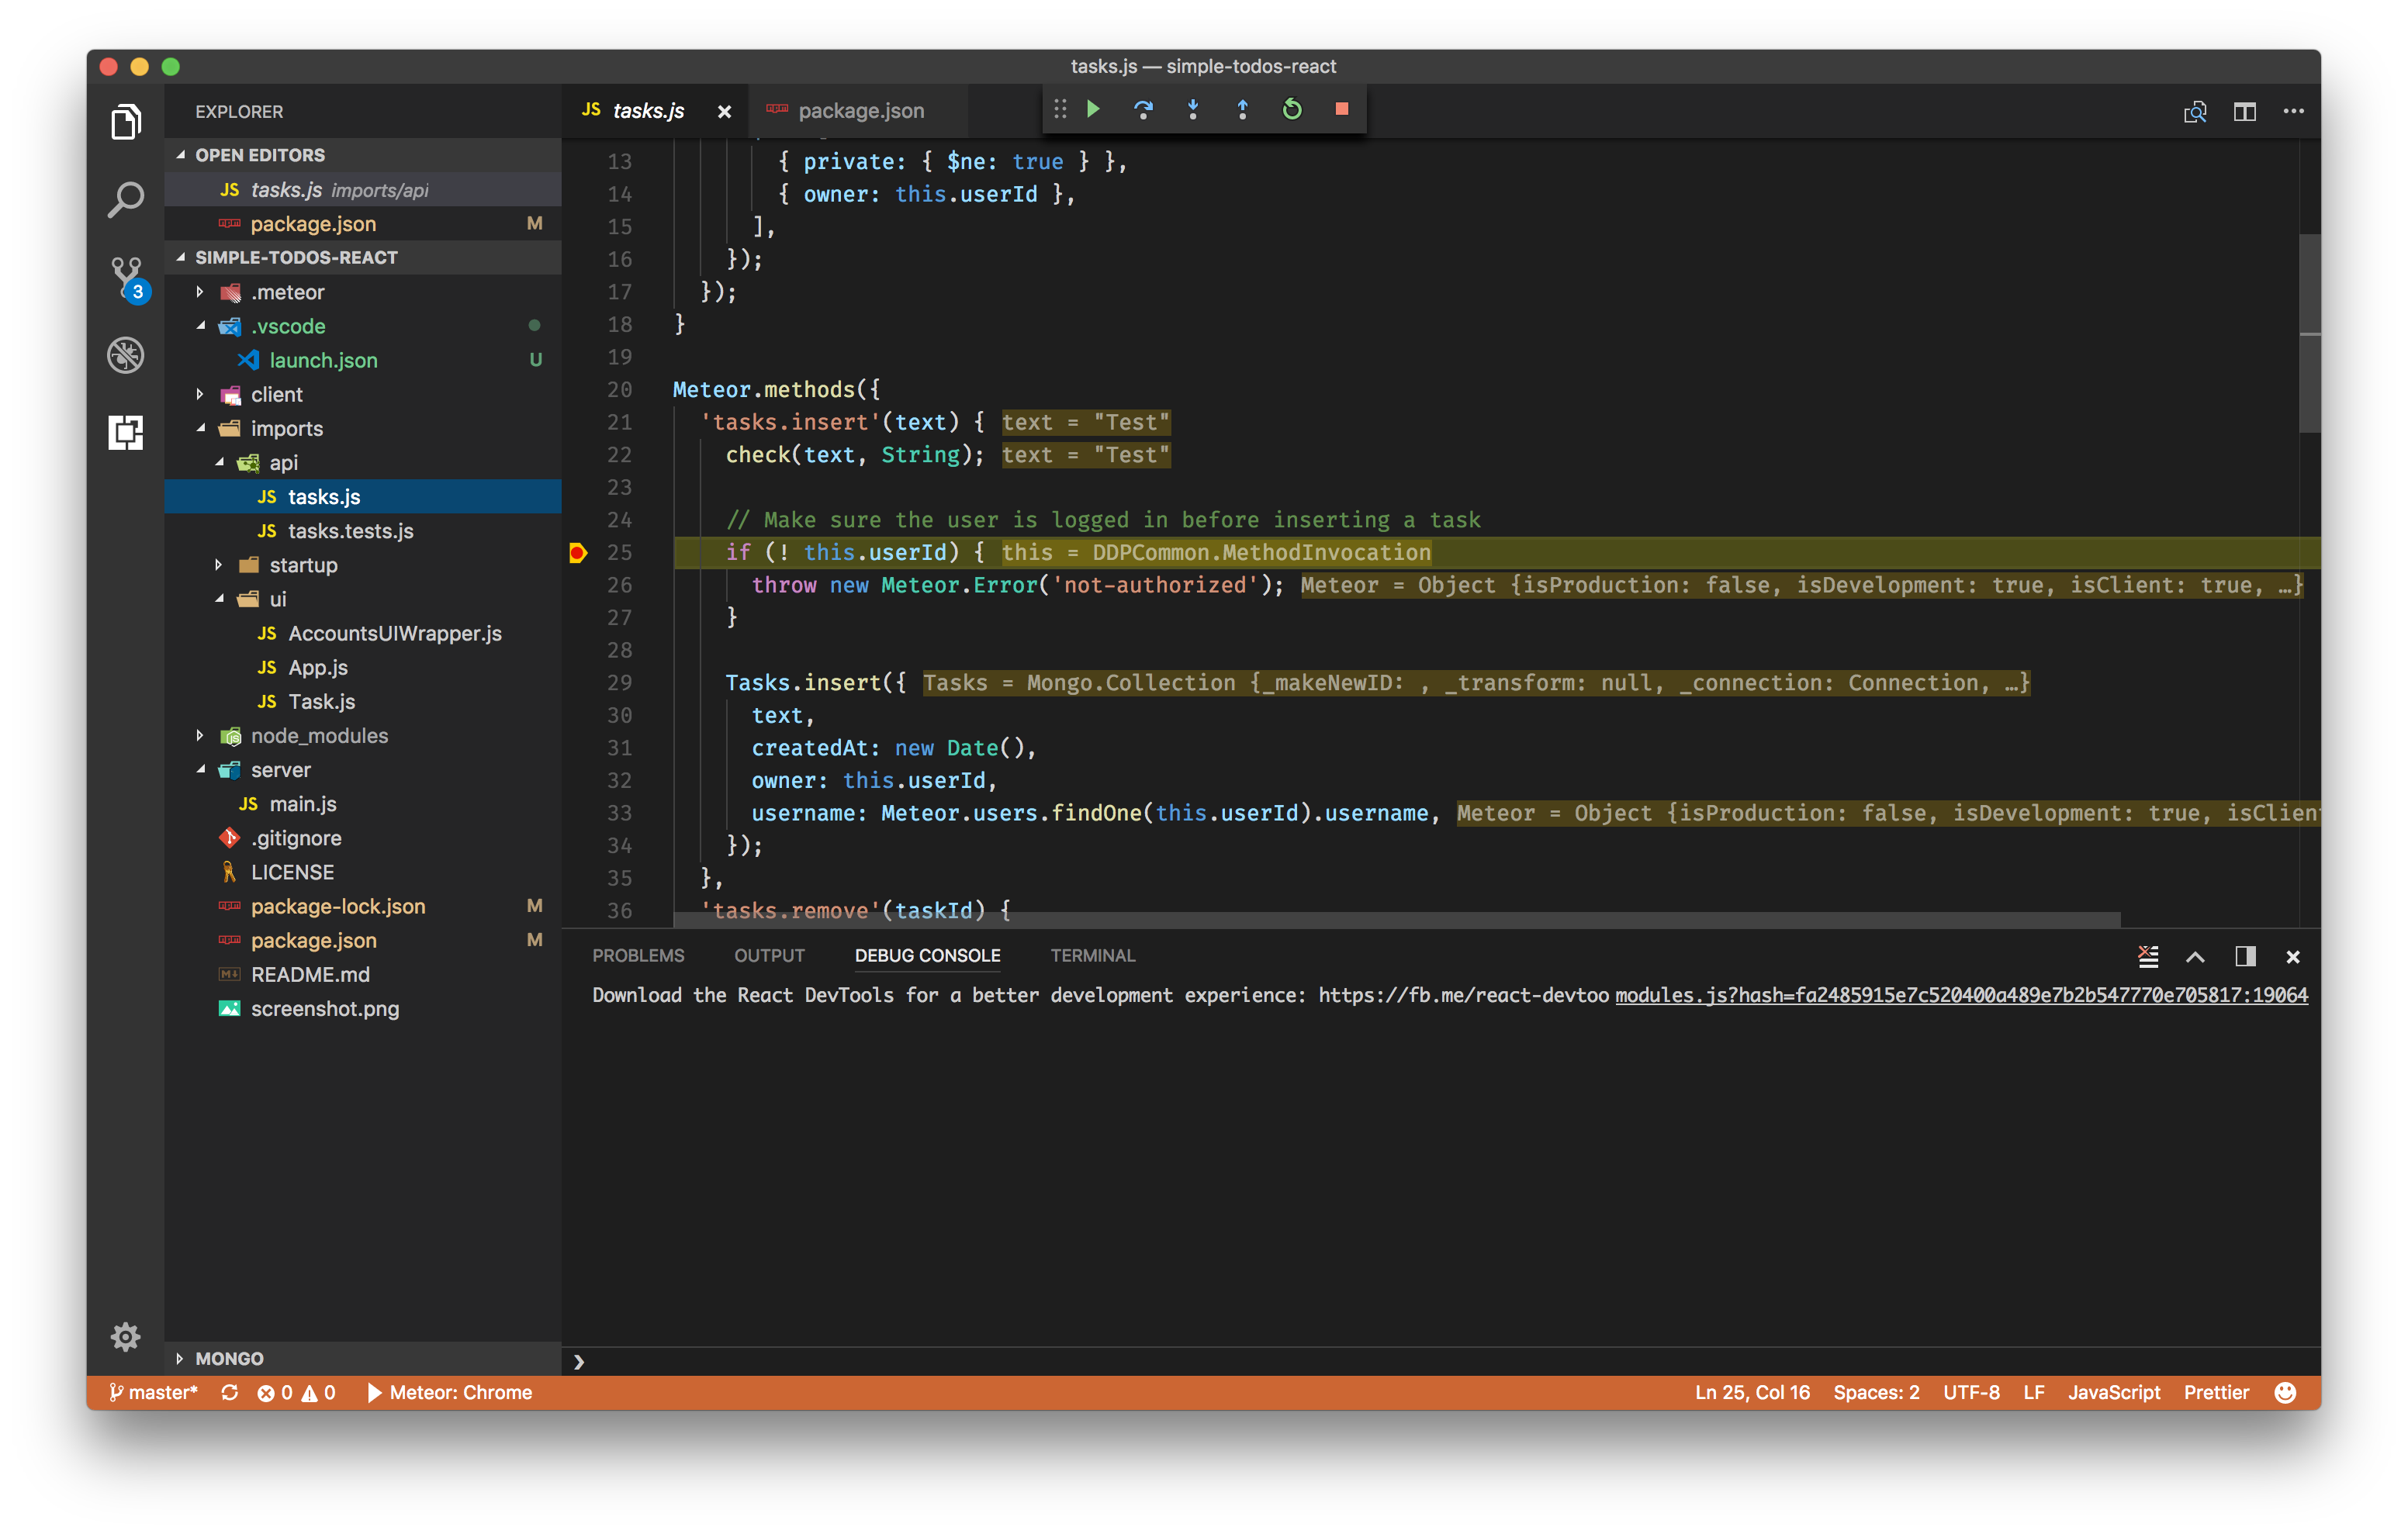 tasks.js — simple-todos-react
EXPLORER
OPEN EDITORS
JS tasks.js imports/api
package.json M
SIMPLE-TODOS-REACT
.meteor
.vscode
launch.json U
client
imports
api
JS tasks.js
JS tasks.tests.js
startup
ui
JS AccountsUIWrapper.js
JS App.js
JS Task.js
node_modules
server
JS main.js
.gitignore
LICENSE
package-lock.json M
package.json M
README.md
screenshot.png
MONGO
3
JS tasks.js
package.json
13 { private: { $ne: true } },
14 { owner: this.userId },
15 ],
16 });
17 });
18 }
19
20 Meteor.methods({
21 'tasks.insert'(text) { text = "Test"
22 check(text, String); text = "Test"
23
24 // Make sure the user is logged in before inserting a task
25 if (! this.userId) { this = DDPCommon.MethodInvocation
26 throw new Meteor.Error('not-authorized'); Meteor = Object {isProduction: false, isDevelopment: true, isClient: true, …}
27 }
28
29 Tasks.insert({ Tasks = Mongo.Collection {_makeNewID: , _transform: null, _connection: Connection, …}
30 text,
31 createdAt: new Date(),
32 owner: this.userId,
33 username: Meteor.users.findOne(this.userId).username, Meteor = Object {isProduction: false, isDevelopment: true, isClien
34 });
35 },
36 'tasks.remove'(taskId) {
PROBLEMS OUTPUT DEBUG CONSOLE TERMINAL
Download the React DevTools for a better development experience: https://fb.me/react-devtoo modules.js?hash=fa2485915e7c520400a489e7b2b547770e705817:19064
master* 0 0 Meteor: Chrome Ln 25, Col 16 Spaces: 2 UTF-8 LF JavaScript Prettier